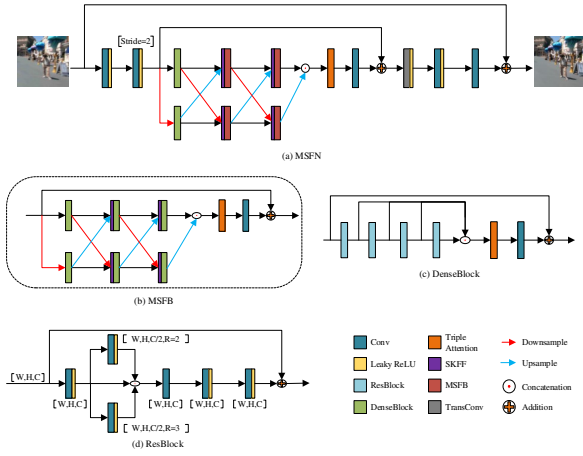 [Stride=2]
(a) MSFN
(b) MSFB
(c) DenseBlock
[W,H,C/2,R=2]
[W,H,C]
[W,H,C]
[W,H,C]
[W,H,C]
[W,H,C]
[W,H,C/2,R=3]
(d) ResBlock
Conv
Triple
Attention
Downsample
Leaky ReLU
SKFF
Upsample
ResBlock
MSFB
Concatenation
DenseBlock
TransConv
Addition